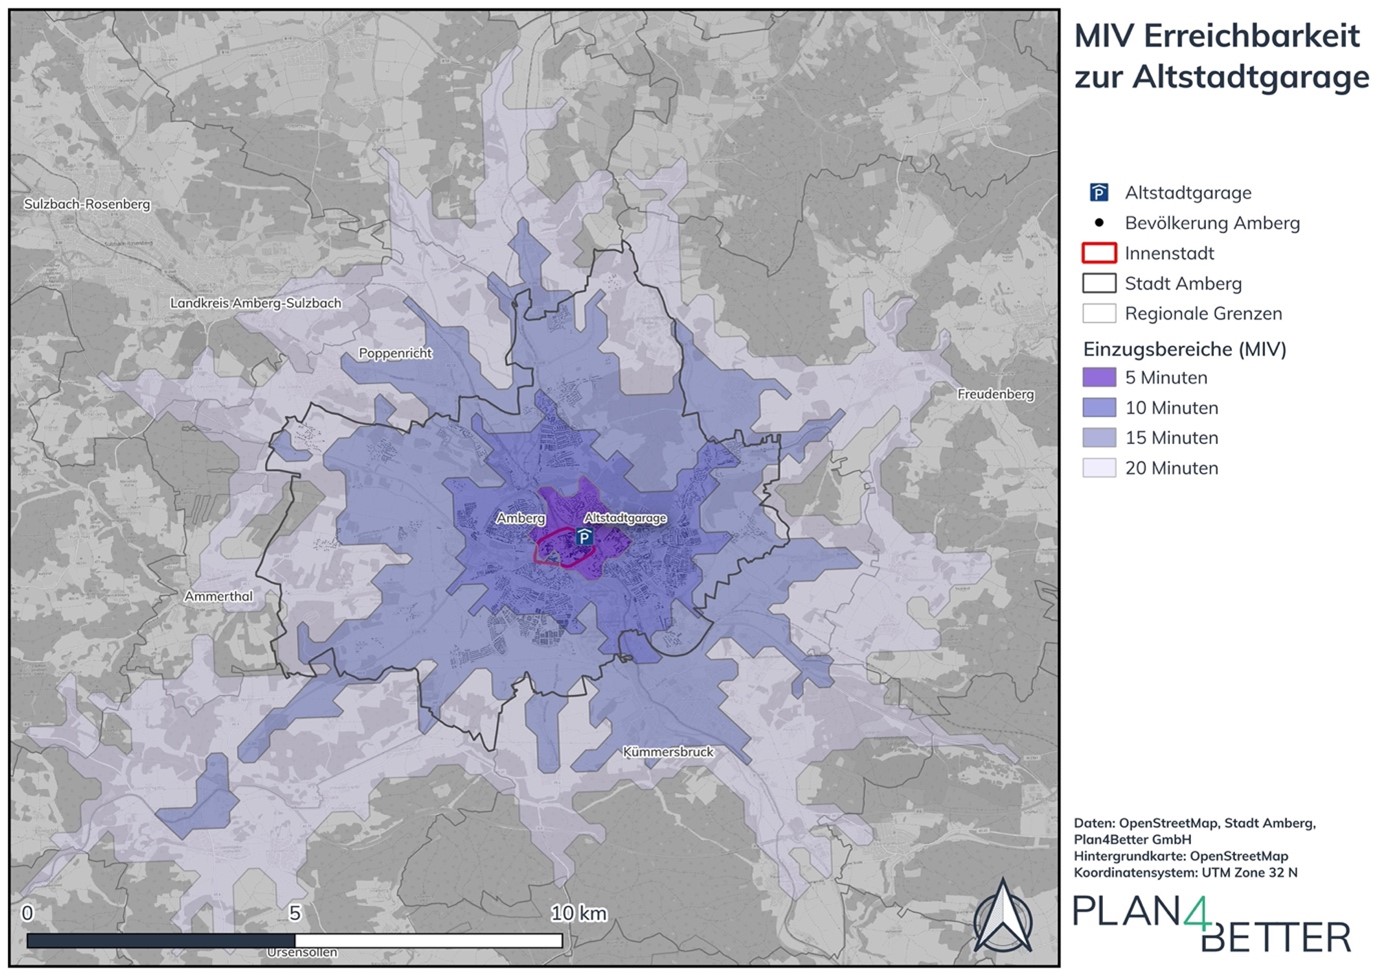 MIV Erreichbarkeit
zur Altstadtgarage
Altstadtgarage
Bevölkerung Amberg
Innenstadt
Stadt Amberg
Regionale Grenzen
Einzugsbereiche (MIV)
5 Minuten
10 Minuten
15 Minuten
20 Minuten
Sulzbach-Rosenberg
Landkreis Amberg-Sulzbach
Poppenricht
Freudenberg
Amberg
Altstadtgarage
P
Ammerthal
Kümmersbruck
Ursensollen
0 5 10 km
Daten: OpenStreetMap, Stadt Amberg,
Plan4Better GmbH
Hintergrundkarte: OpenStreetMap
Koordinatensystem: UTM Zone 32 N
PLAN4
BETTER